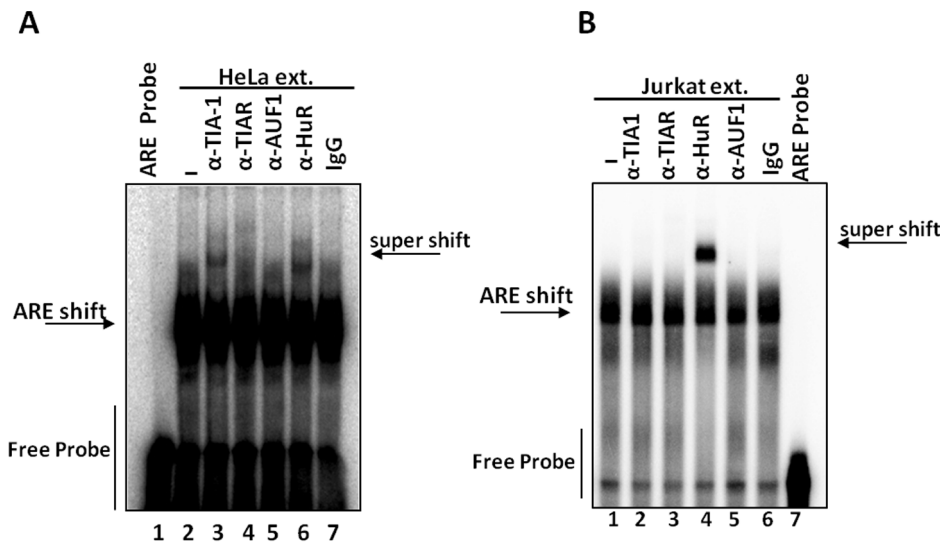 A
HeLa ext.
ARE Probe
-
α-TIA-1
α-TIAR
α-AUF1
α-HuR
IgG
super shift
ARE shift
Free Probe
1 2 3 4 5 6 7
B
Jurkat ext.
-
α-TIA1
α-TIAR
α-HuR
α-AUF1
IgG
ARE Probe
super shift
ARE shift
Free Probe
1 2 3 4 5 6 7